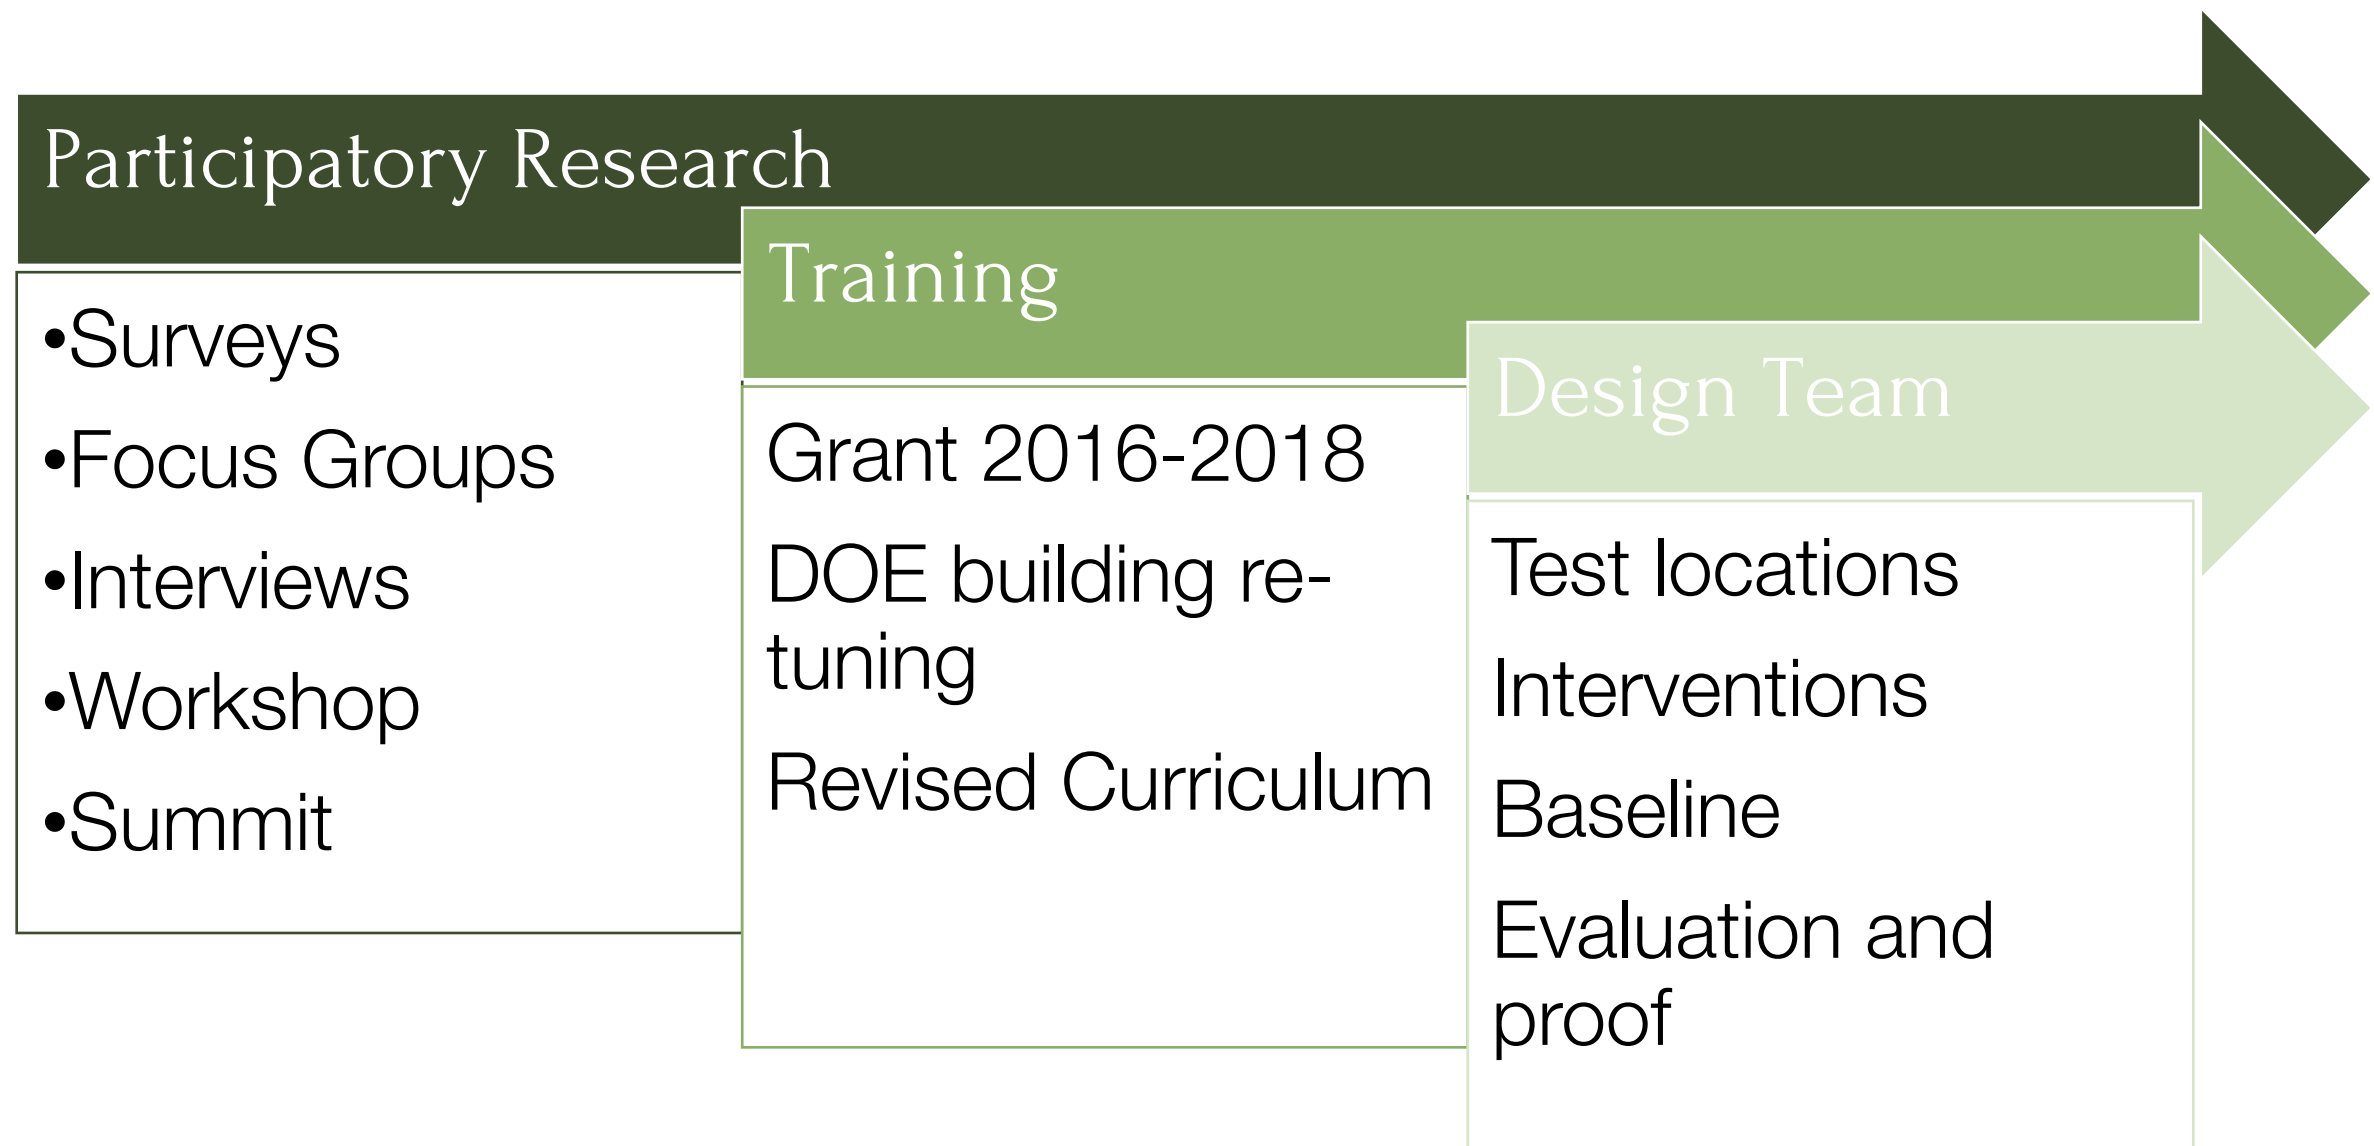 Participatory Research
•Surveys
•Focus Groups
•Interviews
•Workshop
•Summit
Training
Grant 2016-2018
DOE building re-
tuning
Revised Curriculum
Design Team
Test locations
Interventions
Baseline
Evaluation and
proof